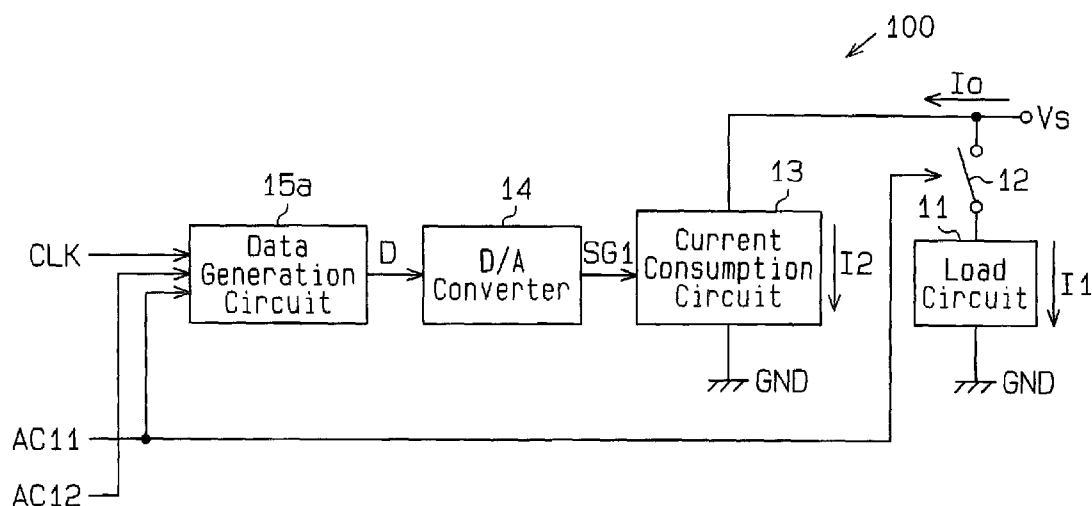 100
Io
Vs
15a
14
13
12
11
CLK
Data
Generation
Circuit
D
D/A
Converter
SG1
Current
Consumption
Circuit
I2
Load
Circuit
I1
GND
GND
AC11
AC12